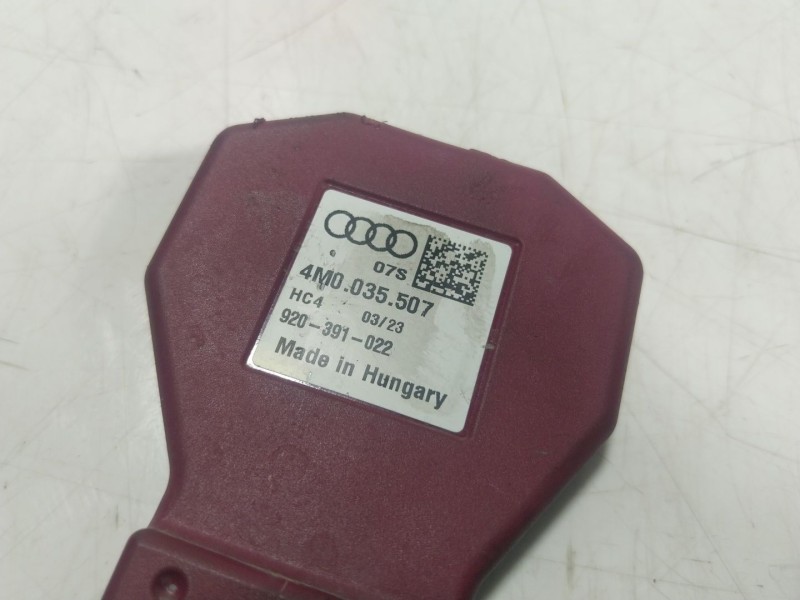 07S
4M0.035.507
HC4 03/23
920-391-022
Made in Hungary